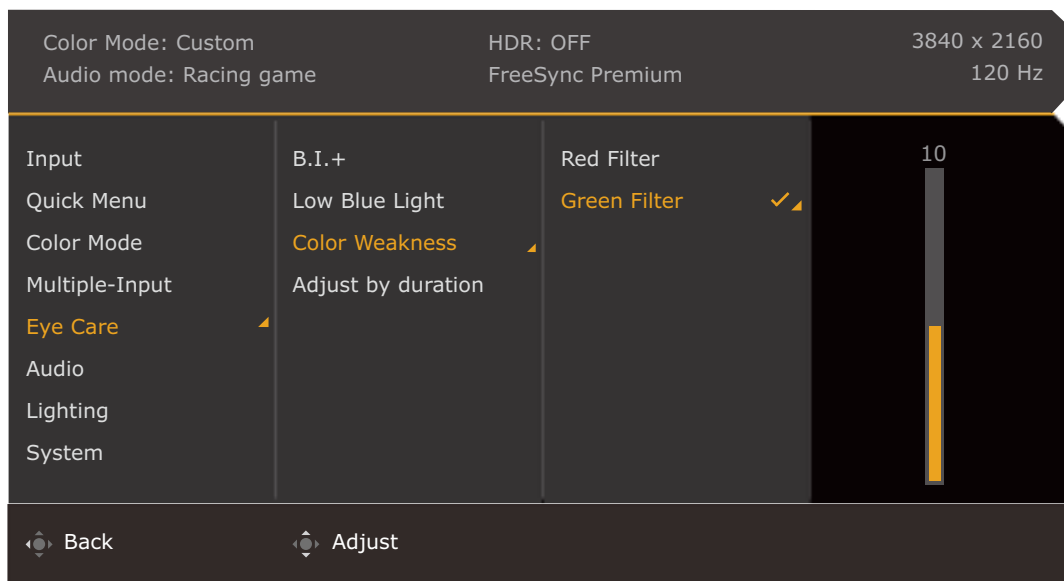 Color Mode: Custom
HDR: OFF
3840 x 2160
Audio mode: Racing game
FreeSync Premium
120 Hz
Input
Quick Menu
Color Mode
Multiple-Input
Eye Care
Audio
Lighting
System
B.I.+
Low Blue Light
Color Weakness
Adjust by duration
Red Filter
Green Filter
10
Back
Adjust